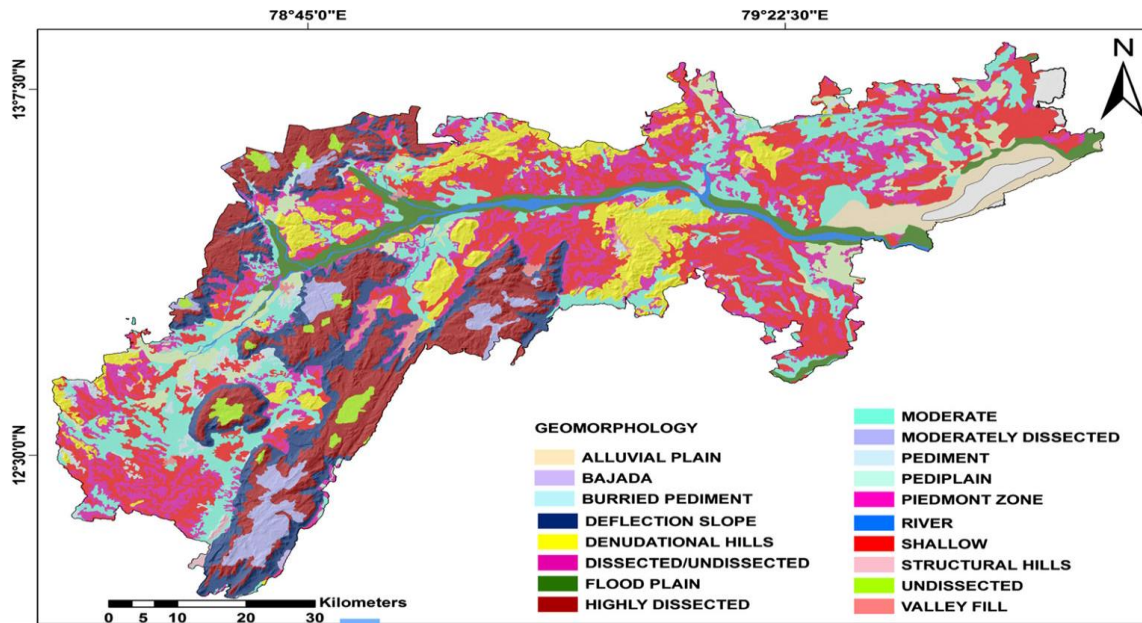 78°45'0"E
79°22'30"E
13°7'30"N
N
12°30'0"N
GEOMORPHOLOGY
ALLUVIAL PLAIN
BAJADA
BURRIED PEDIMENT
DEFLECTION SLOPE
DENUDATIONAL HILLS
DISSECTED/UNDISSECTED
FLOOD PLAIN
HIGHLY DISSECTED
MODERATE
MODERATELY DISSECTED
PEDIMENT
PEDIPLAIN
PIEDMONT ZONE
RIVER
SHALLOW
STRUCTURAL HILLS
UNDISSECTED
VALLEY FILL
Kilometers
0 5 10 20 30